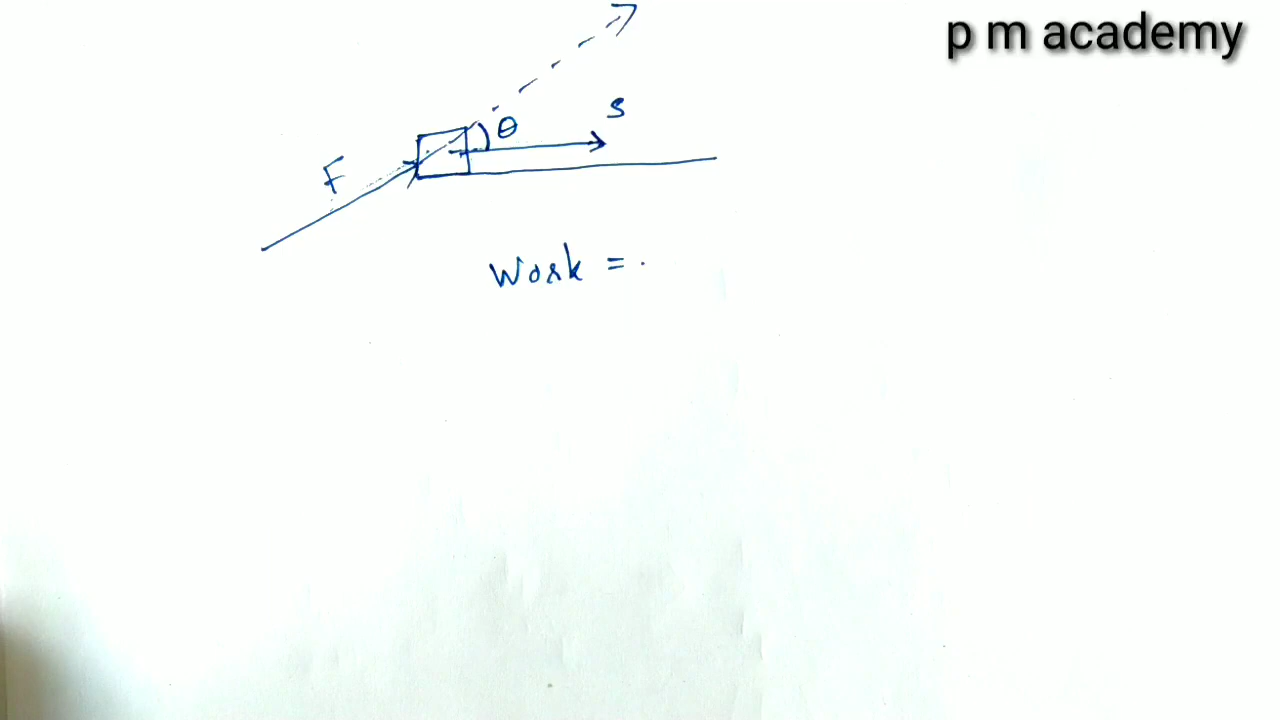 p m academy
S
θ
F
Work = .